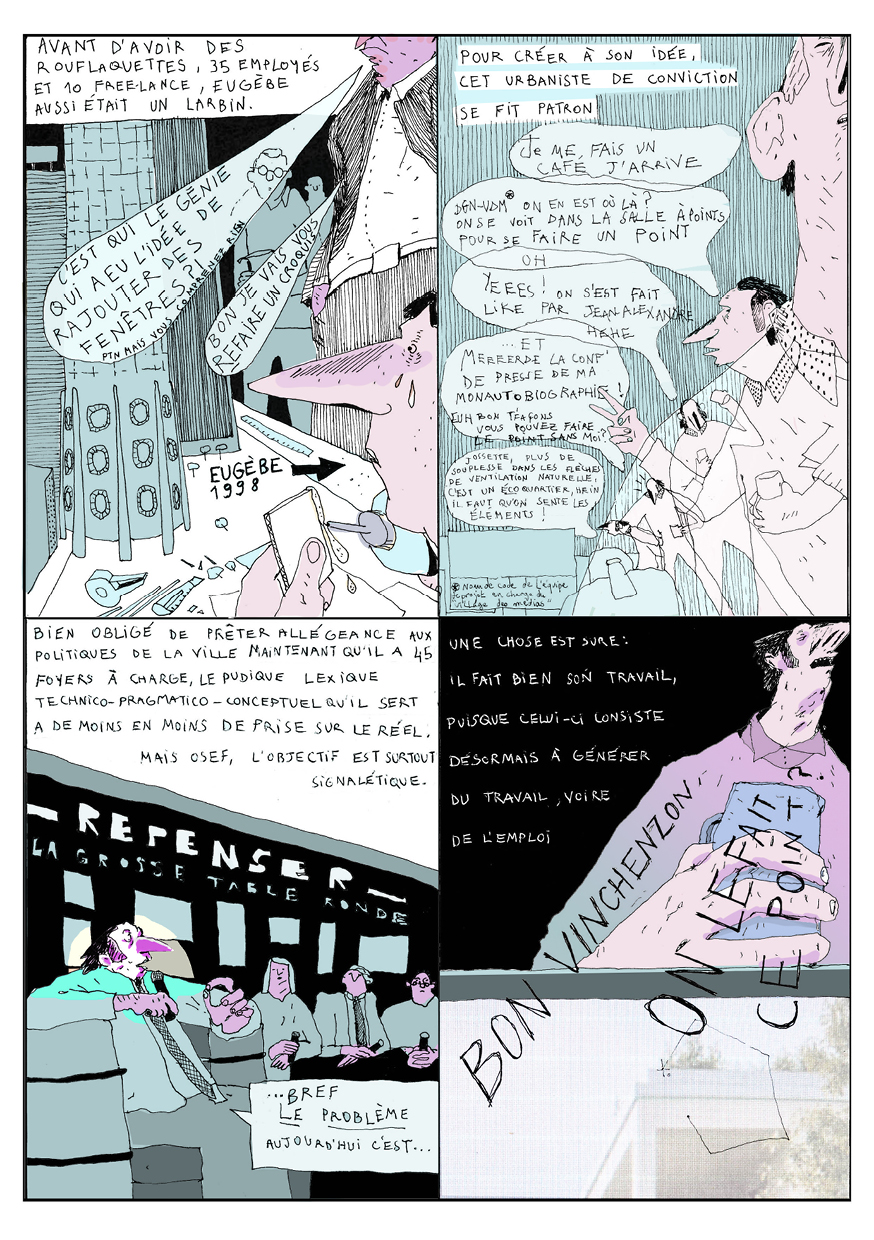 AVANT D'AVOIR DES
ROUFLAQUETTES, 35 EMPLOYÉS
ET 10 FREE-LANCE, EUGÈBE
AUSSI ÉTAIT UN LARBIN.
C'EST QUI LE GÉNIE
QUI A EU L'IDÉE DE
RAJOUTER DES
FENÊTRES?
PTN MAIS VOUS COMPRENEZ RIEN
BON JE VAIS VOUS
REFAIRE UN CROQUIS
EUGÈBE
1998
POUR CRÉER À SON IDÉE,
CET URBANISTE DE CONVICTION
SE FIT PATRON
Je ME FAIS UN
CAFÉ J'ARRIVE
DGN-VDM* ON EN EST OÙ LÀ?
ON SE VOIT DANS LA SALLE À POINTS
POUR SE FAIRE UN POINT
OH
YEEES! ON S'EST FAIT
LIKE PAR JEAN ALEXANDRE
HEHE
...ET
MEERERDE LA CONF'
DE PRESSE DE MA
MONAUTOBIOGRAPHIE!
EUH BON TÉAFONS
VOUS POUVEZ FAIRE
LE POINT SANS MOI?
JOSSETTE, PLUS DE
SOUPLESSE DANS LES FLÈCHES
DE VENTILATION NATURELLE,
C'EST UN ÉCOQUARTIER, HEIN
IL FAUT QU'ON SENTE LES
ÉLÉMENTS!
* Nom de code de l'équipe
projet en charge du
"village des médias"
BIEN OBLIGÉ DE PRÊTER ALLÉGEANCE AUX
POLITIQUES DE LA VILLE MAINTENANT QU'IL A 45
FOYERS À CHARGE, LE PUDIQUE LEXIQUE
TECHNICO-PRAGMATICO-CONCEPTUEL QU'IL SERT
A DE MOINS EN MOINS DE PRISE SUR LE RÉEL.
MAIS OSEF, L'OBJECTIF EST SURTOUT
SIGNALÉTIQUE.
- REPENSER -
LA GROSSE TABLE RONDE
...BREF
LE PROBLÈME
AUJOURD'HUI C'EST...
UNE CHOSE EST SURE:
IL FAIT BIEN SON TRAVAIL,
PUISQUE CELUI-CI CONSISTE
DÉSORMAIS À GÉNÉRER
DU TRAVAIL, VOIRE
DE L'EMPLOI
BON VINCHENZON
ON LE FAIT
CE POINT?